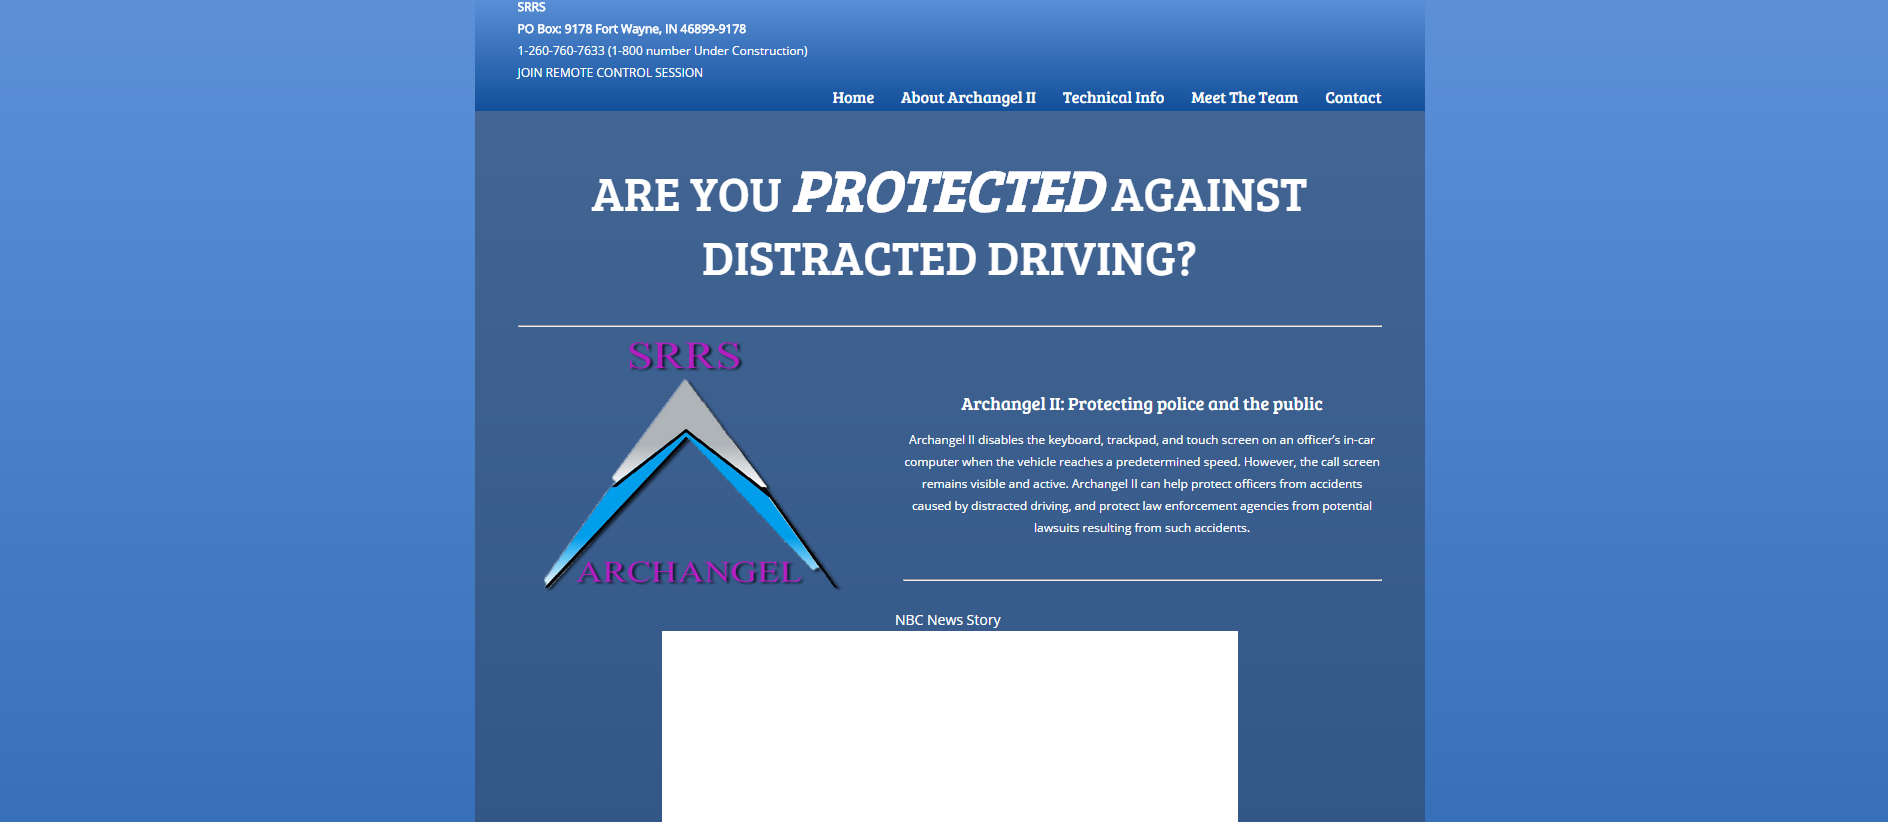 SRRS
PO Box: 9178 Fort Wayne, IN 46899-9178
1-260-760-7633 (1-800 number Under Construction)
JOIN REMOTE CONTROL SESSION
Home About Archangel II Technical Info Meet The Team Contact
ARE YOU PROTECTED AGAINST
DISTRACTED DRIVING?
SRRS
ARCHANGEL
Archangel II: Protecting police and the public
Archangel II disables the keyboard, trackpad, and touch screen on an officer’s in-car
computer when the vehicle reaches a predetermined speed. However, the call screen
remains visible and active. Archangel II can help protect officers from accidents
caused by distracted driving, and protect law enforcement agencies from potential
lawsuits resulting from such accidents.
NBC News Story